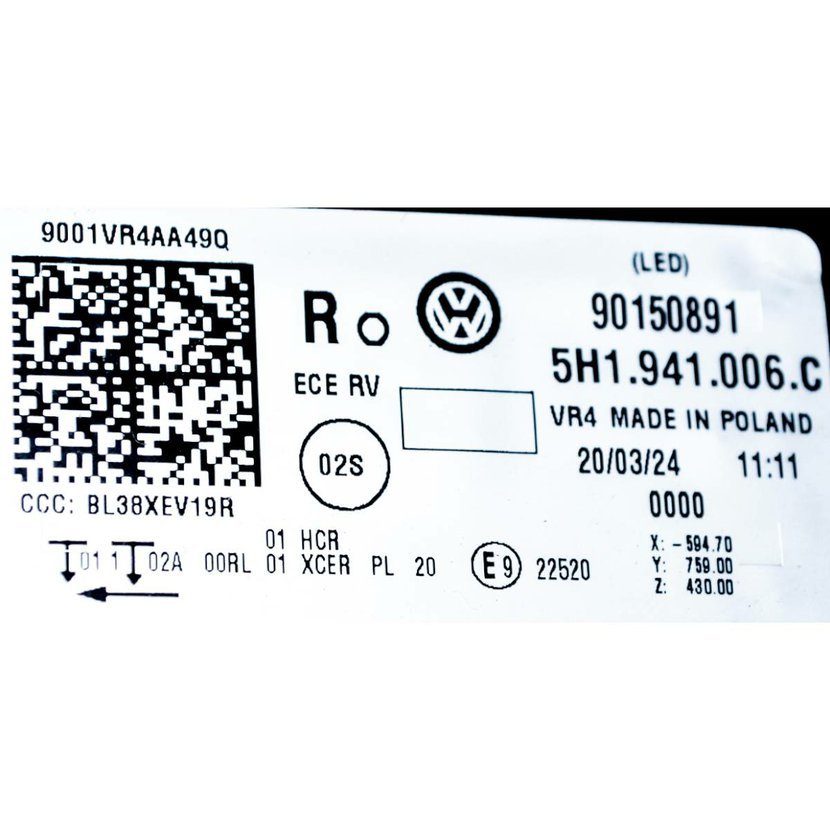 9001VR4AA49Q
(LED)
R
90150891
5H1.941.006.C
ECE RV
VR4 MADE IN POLAND
02S
20/03/24 11:11
CCC: BL38XEV19R
0000
01 HCR
01 1 02A 00RL 01 XCER PL 20 E9 22520
X: -594.70
Y: 759.00
Z: 430.00